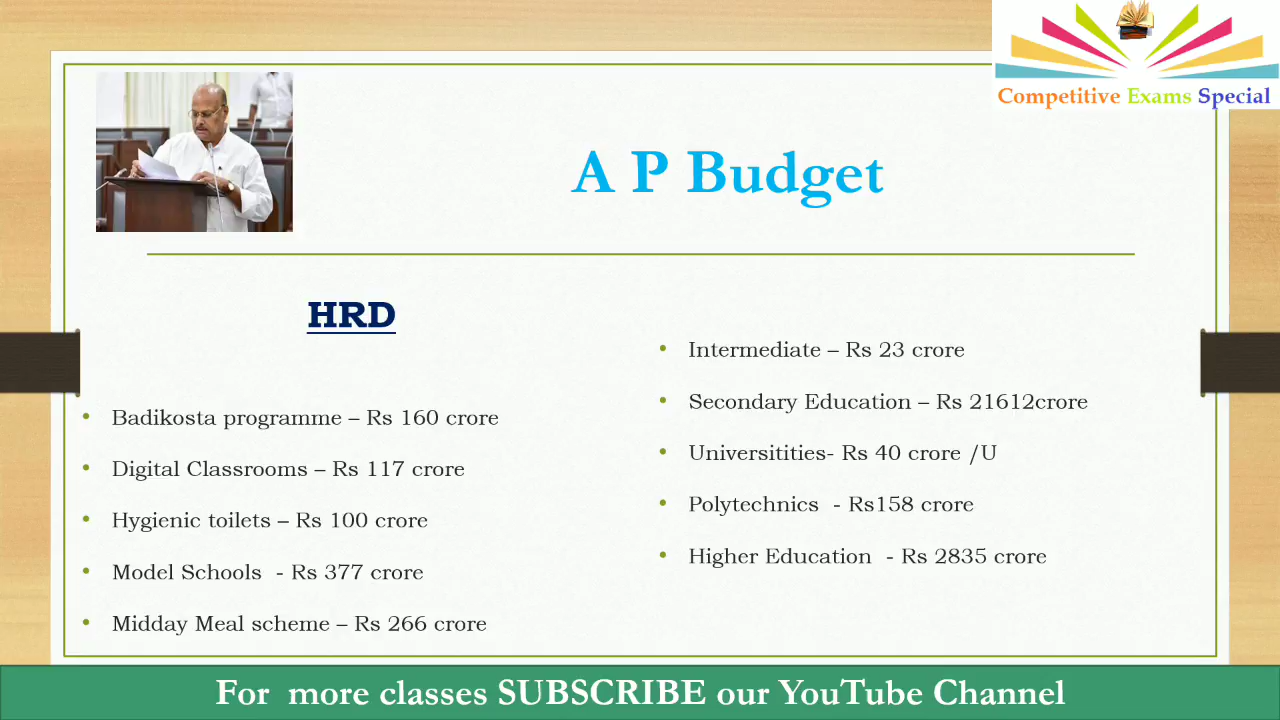 Competitive Exams Special
A P Budget
HRD
• Badikosta programme – Rs 160 crore
• Digital Classrooms – Rs 117 crore
• Hygienic toilets – Rs 100 crore
• Model Schools  - Rs 377 crore
• Midday Meal scheme – Rs 266 crore
• Intermediate – Rs 23 crore
• Secondary Education – Rs 21612crore
• Universitities- Rs 40 crore /U
• Polytechnics  - Rs158 crore
• Higher Education  - Rs 2835 crore
For  more classes SUBSCRIBE our YouTube Channel